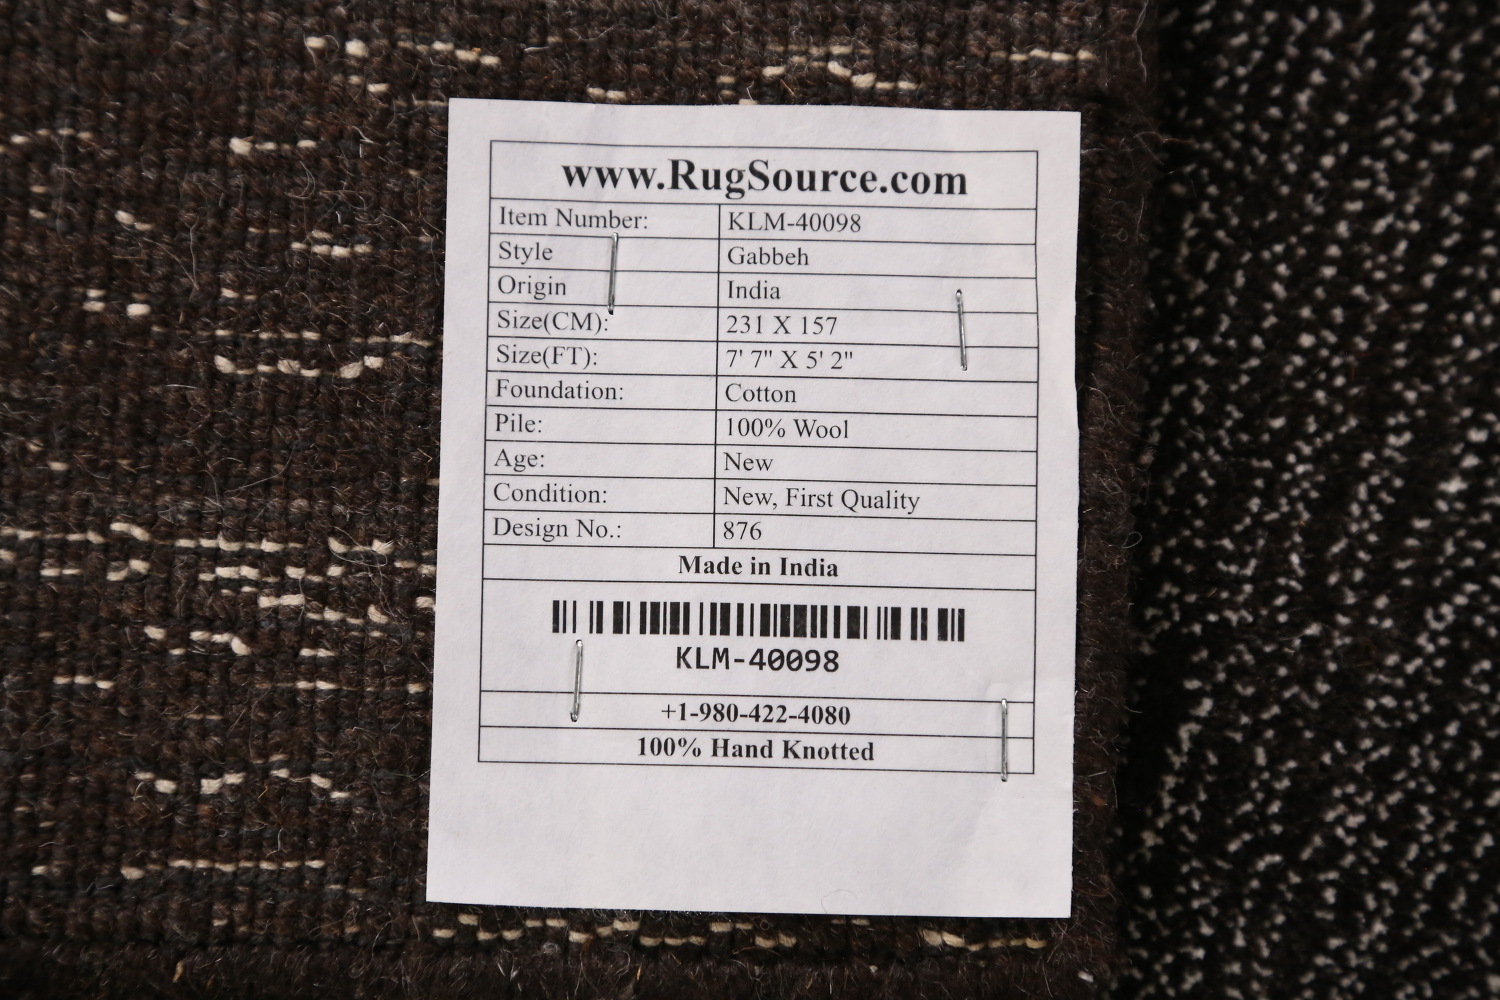 www.RugSource.com
Item Number: KLM-40098
Style Gabbeh
Origin India
Size(CM): 231 X 157
Size(FT): 7' 7" X 5' 2"
Foundation: Cotton
Pile: 100% Wool
Age: New
Condition: New, First Quality
Design No.: 876
Made in India
KLM-40098
+1-980-422-4080
100% Hand Knotted